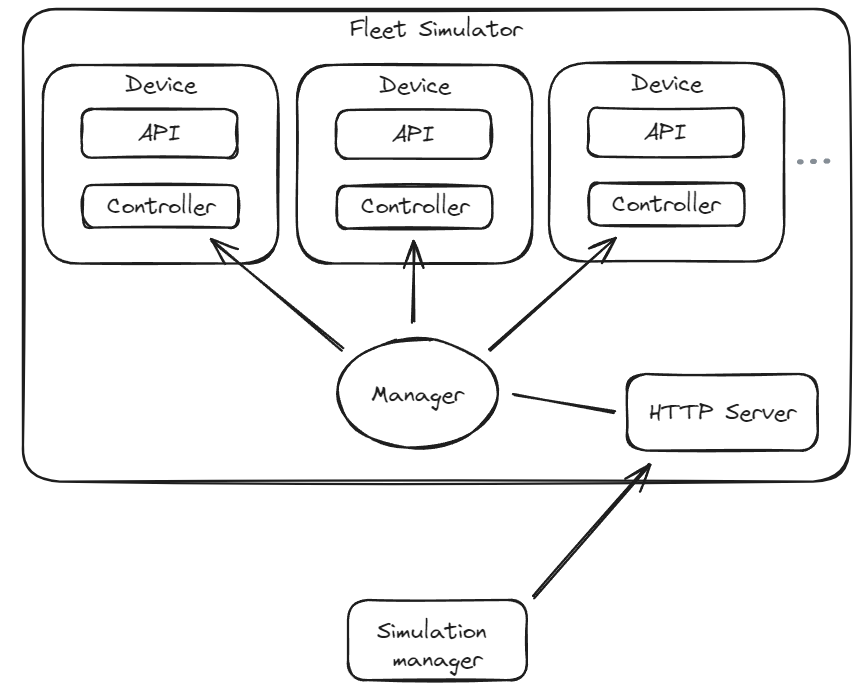 Fleet Simulator
Device
API
Controller
Device
API
Controller
Device
API
Controller
...
Manager
HTTP Server
Simulation
manager